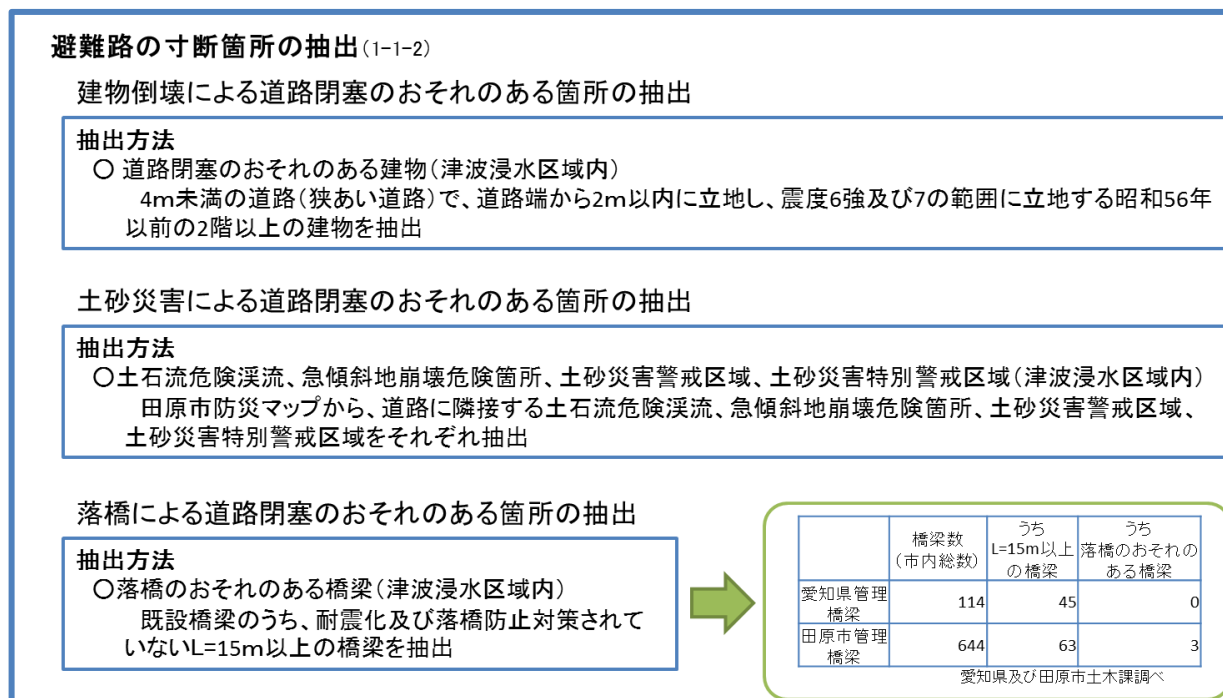 避難路の寸断箇所の抽出(1-1-2)
建物倒壊による道路閉塞のおそれのある箇所の抽出
抽出方法
○ 道路閉塞のおそれのある建物(津波浸水区域内)
4m未満の道路(狭あい道路)で、道路端から2m以内に立地し、震度6強及び7の範囲に立地する昭和56年
以前の2階以上の建物を抽出
土砂災害による道路閉塞のおそれのある箇所の抽出
抽出方法
○土石流危険渓流、急傾斜地崩壊危険箇所、土砂災害警戒区域、土砂災害特別警戒区域(津波浸水区域内)
田原市防災マップから、道路に隣接する土石流危険渓流、急傾斜地崩壊危険箇所、土砂災害警戒区域、
土砂災害特別警戒区域をそれぞれ抽出
落橋による道路閉塞のおそれのある箇所の抽出
抽出方法
○落橋のおそれのある橋梁(津波浸水区域内)
既設橋梁のうち、耐震化及び落橋防止対策されて
いないL=15m以上の橋梁を抽出
橋梁数
(市内総数)
うち
L=15m以上
の橋梁
うち
落橋のおそれの
ある橋梁
愛知県管理
橋梁
114 45 0
田原市管理
橋梁
644 63 3
愛知県及び田原市土木課調べ